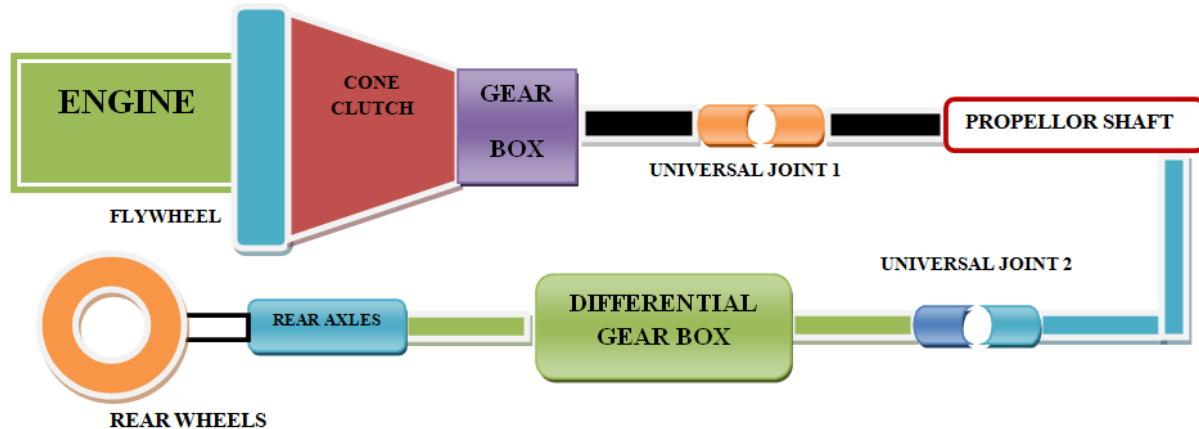 ENGINE
CONE
CLUTCH
GEAR
BOX
PROPELLOR SHAFT
UNIVERSAL JOINT 1
FLYWHEEL
UNIVERSAL JOINT 2
DIFFERENTIAL
GEAR BOX
REAR AXLES
REAR WHEELS